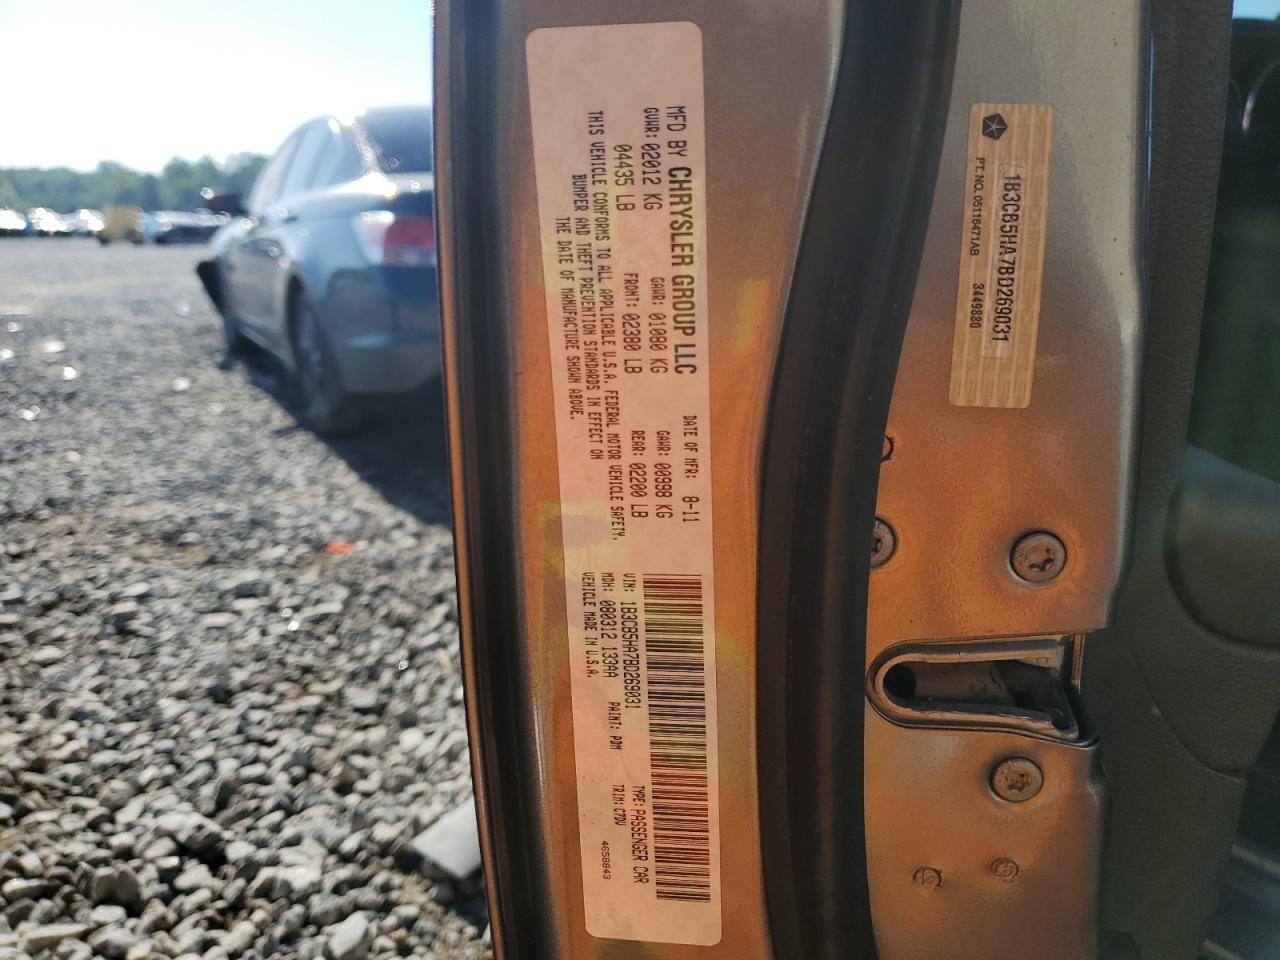 MFD BY CHRYSLER GROUP LLC DATE OF MFR: 8-11
GVWR: 02012 KG GAWR: 01080 KG GAWR: 00998 KG
04435 LB FRONT: 02380 LB REAR: 02200 LB
THIS VEHICLE CONFORMS TO ALL APPLICABLE U.S.A. FEDERAL MOTOR VEHICLE SAFETY,
BUMPER AND THEFT PREVENTION STANDARDS IN EFFECT ON
THE DATE OF MANUFACTURE SHOWN ABOVE.
VIN: 1B3CB5HA7BD269031 TYPE: PASSENGER CAR
MDH: 080312 133AA PAINT: PDM TRIM: C7DV
VEHICLE MADE IN U.S.A. 4658843
1B3CB5HA7BD269031
PT. NO. 05116471AB 3449880